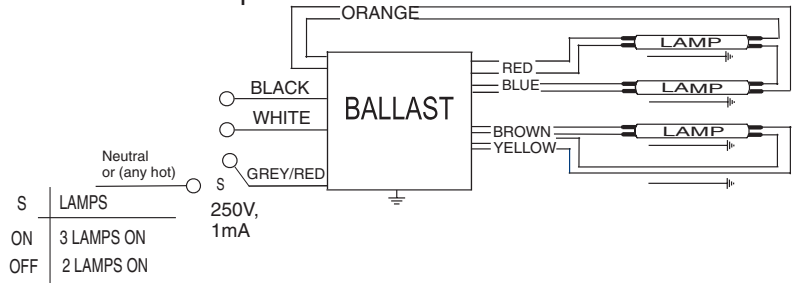 ORANGE
LAMP
RED
BLUE
LAMP
BLACK
WHITE
BALLAST
BROWN
LAMP
YELLOW
Neutral
or (any hot)
S
GREY/RED
250V,
1mA
S LAMPS
ON 3 LAMPS ON
OFF 2 LAMPS ON